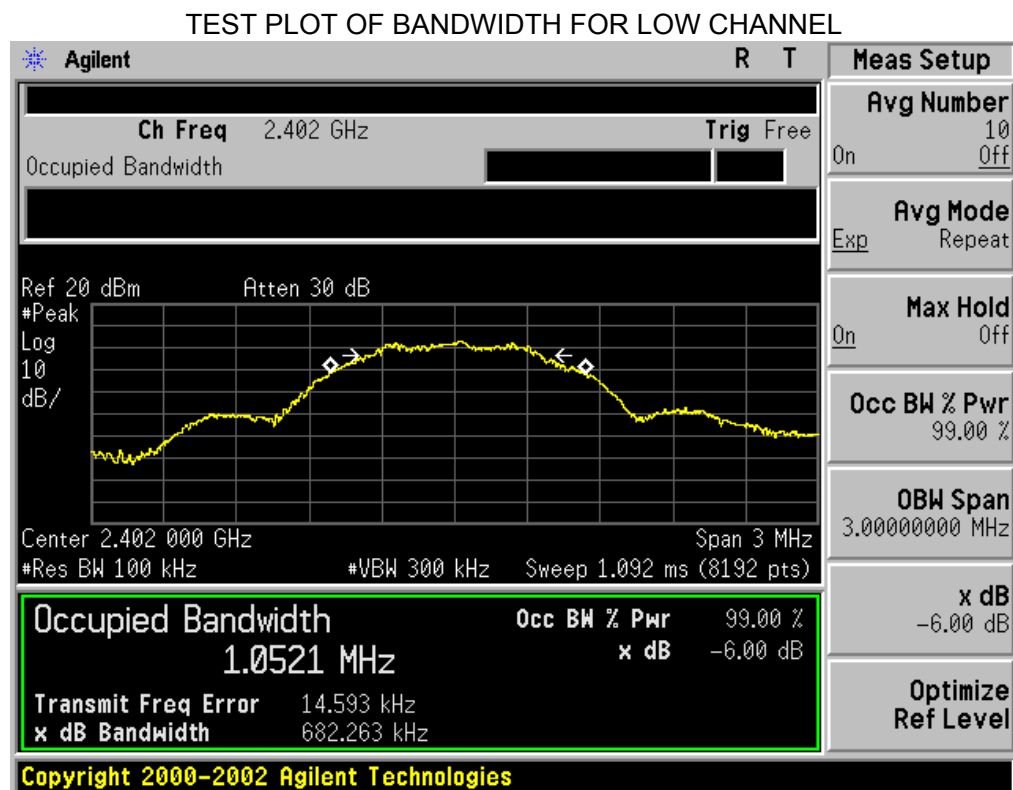 TEST PLOT OF BANDWIDTH FOR LOW CHANNEL
Agilent R T
Ch Freq 2.402 GHz Trig Free
Occupied Bandwidth
Ref 20 dBm Atten 30 dB
#Peak
Log
10
dB/
Center 2.402 000 GHz Span 3 MHz
#Res BW 100 kHz #VBW 300 kHz Sweep 1.092 ms (8192 pts)
Occupied Bandwidth Occ BW % Pwr 99.00 %
1.0521 MHz x dB -6.00 dB
Transmit Freq Error 14.593 kHz
x dB Bandwidth 682.263 kHz
Copyright 2000-2002 Agilent Technologies
Meas Setup
Avg Number
10
On Off
Avg Mode
Exp Repeat
Max Hold
On Off
Occ BW % Pwr
99.00 %
OBW Span
3.00000000 MHz
x dB
-6.00 dB
Optimize
Ref Level